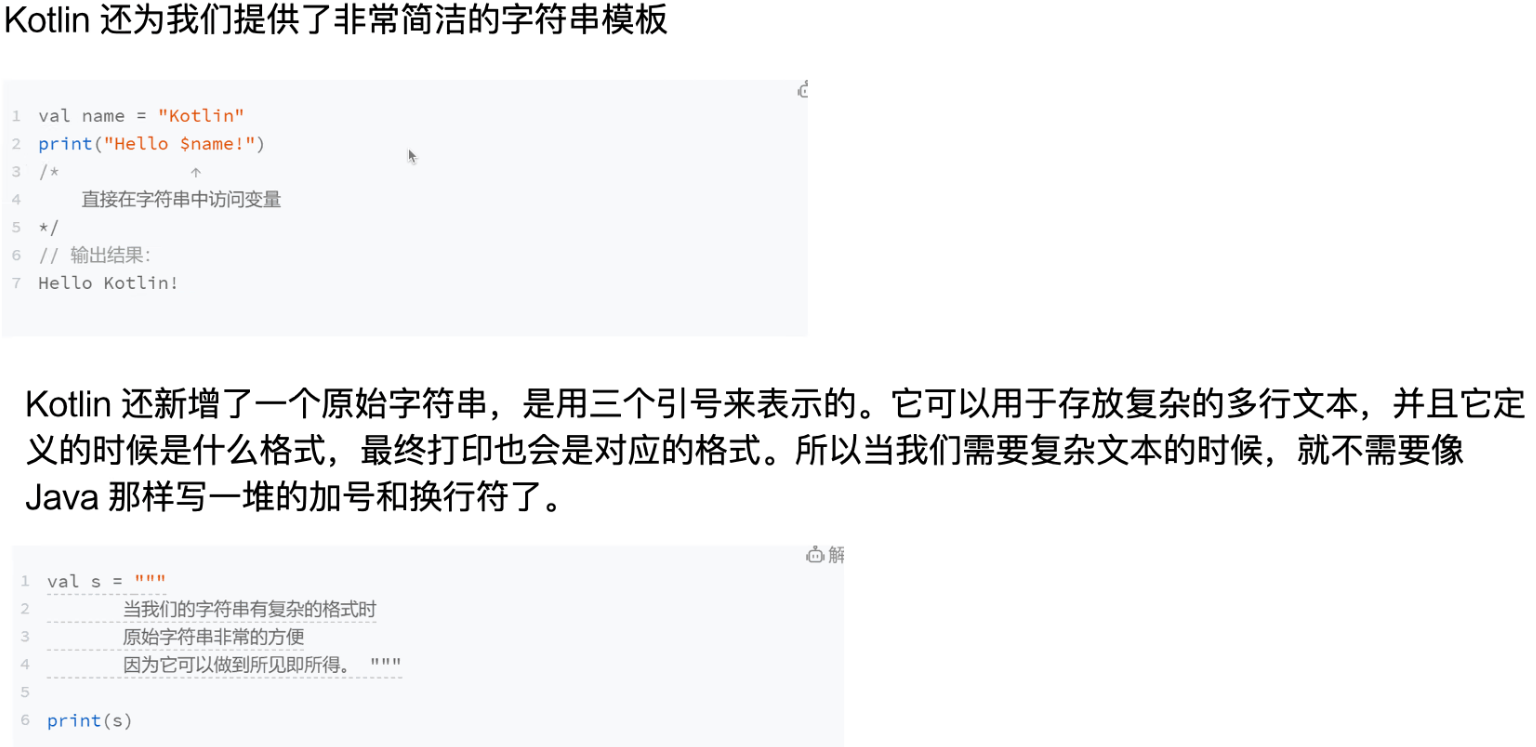 Kotlin 还为我们提供了非常简洁的字符串模板
1 val name = "Kotlin"
2 print("Hello $name!")
3 /* ↑
4 直接在字符串中访问变量
5 */
6 // 输出结果：
7 Hello Kotlin!
Kotlin 还新增了一个原始字符串，是用三个引号来表示的。它可以用于存放复杂的多行文本，并且它定
义的时候是什么格式，最终打印也会是对应的格式。所以当我们需要复杂文本的时候，就不需要像
Java 那样写一堆的加号和换行符了。
解
1 val s = """
2 当我们的字符串有复杂的格式时
3 原始字符串非常的方便
4 因为它可以做到所见即所得。 """
5
6 print(s)